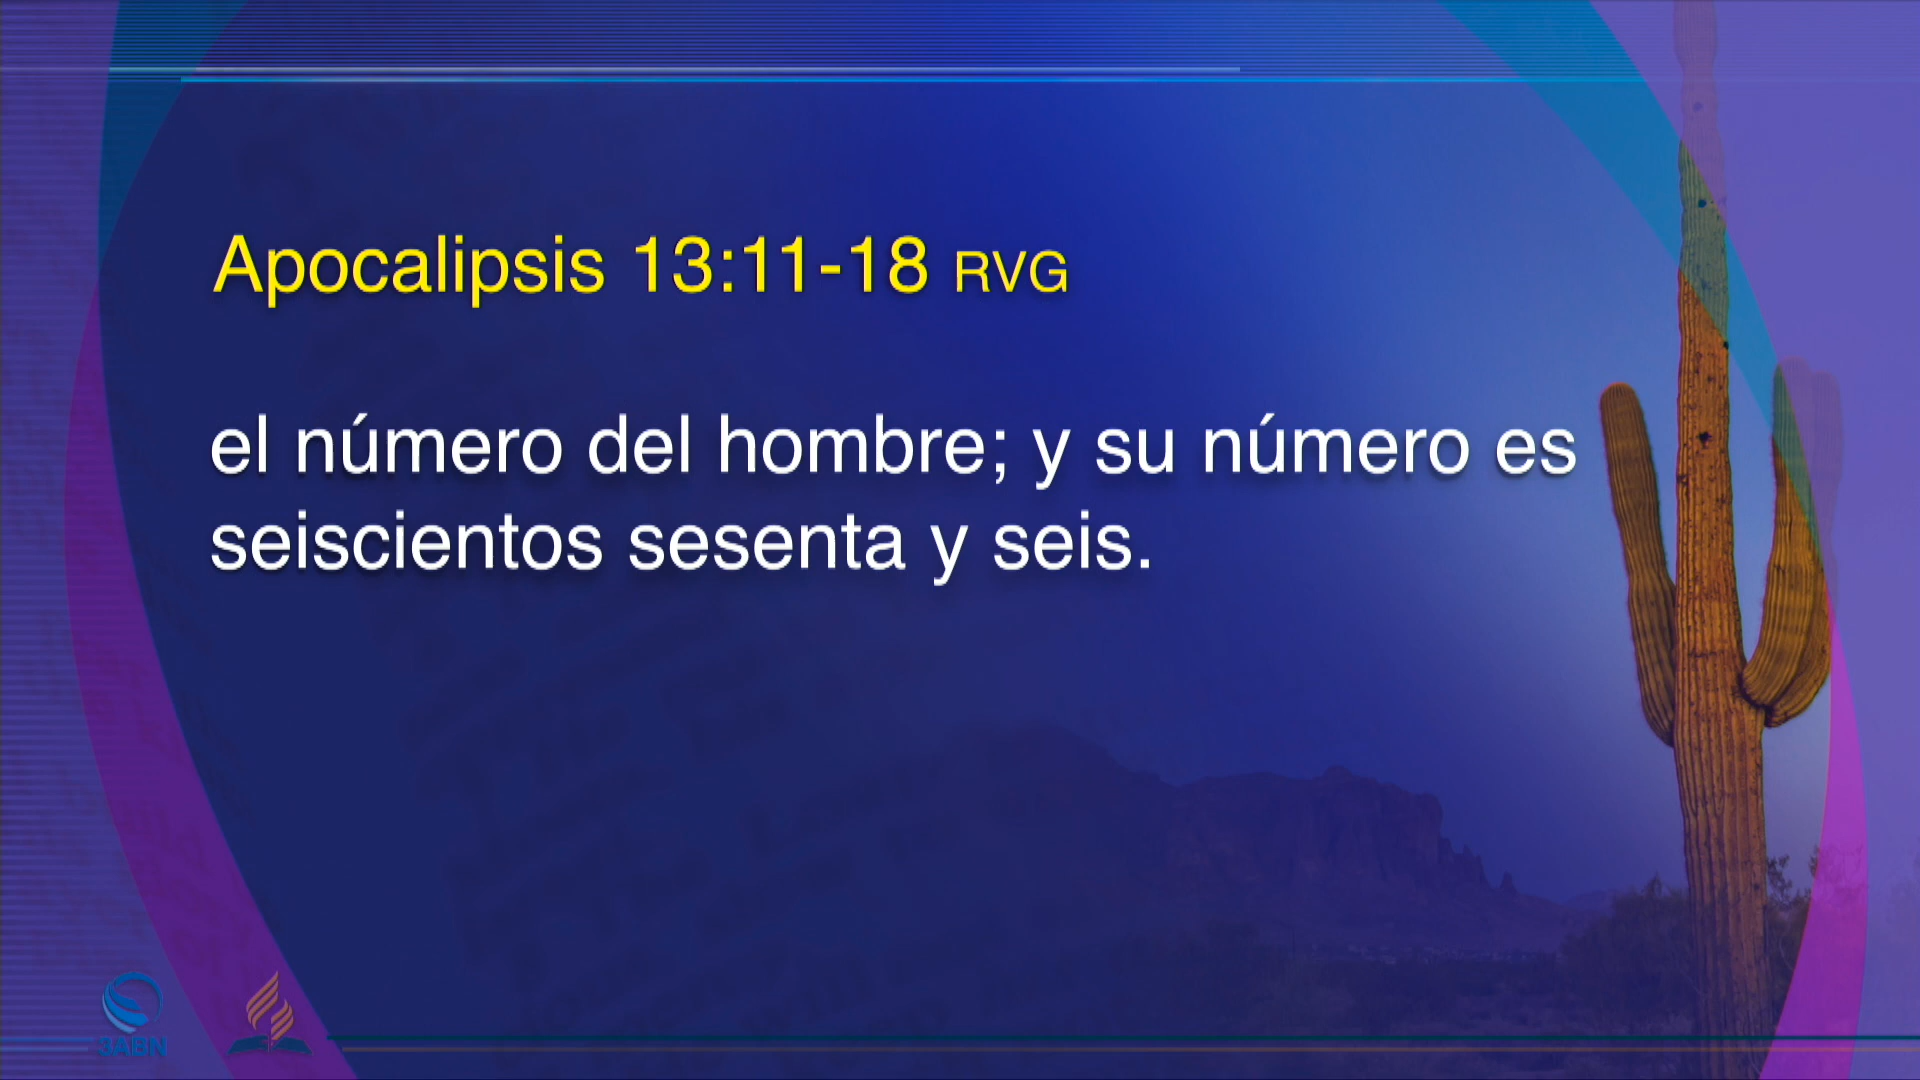 Apocalipsis 13:11-18 RVG
el número del hombre; y su número es
seiscientos sesenta y seis.
3ABN